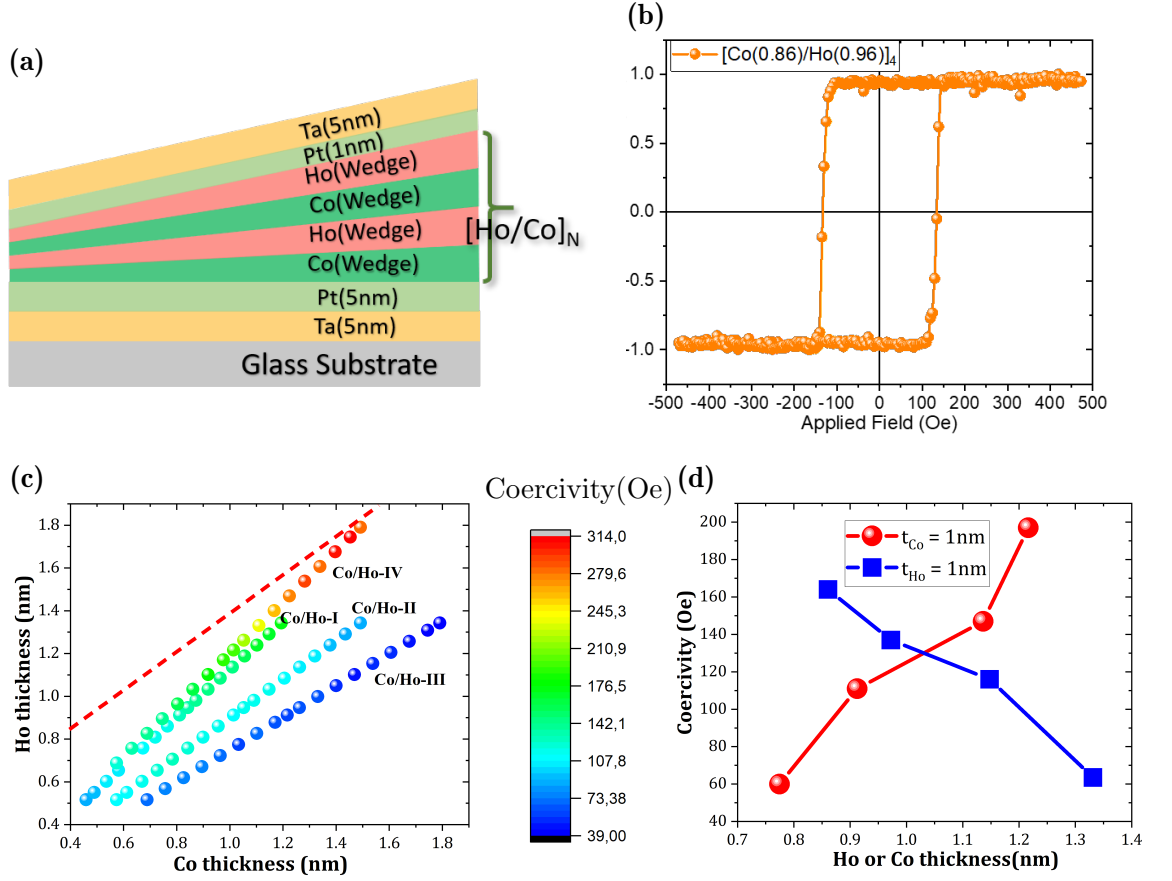 (a)
Ta(5nm)
Pt(1nm)
Ho(Wedge)
Co(Wedge)
Ho(Wedge)
Co(Wedge)
[Ho/Co]N
Pt(5nm)
Ta(5nm)
Glass Substrate
(b)
[Co(0.86)/Ho(0.96)]4
1.0
0.5
0.0
-0.5
-1.0
-500 -400 -300 -200 -100 0 100 200 300 400 500
Applied Field (Oe)
(c)
Ho thickness (nm)
1.8
1.6
1.4
1.2
1.0
0.8
0.6
0.4
0.4 0.6 0.8 1.0 1.2 1.4 1.6 1.8
Co thickness (nm)
Co/Ho-IV
Co/Ho-I
Co/Ho-II
Co/Ho-III
Coercivity(Oe)
314,0
279,6
245,3
210,9
176,5
142,1
107,8
73,38
39,00
(d)
Coercivity (Oe)
200
180
160
140
120
100
80
60
40
tCo = 1nm
tHo = 1nm
0.7 0.8 0.9 1.0 1.1 1.2 1.3 1.4
Ho or Co thickness(nm)